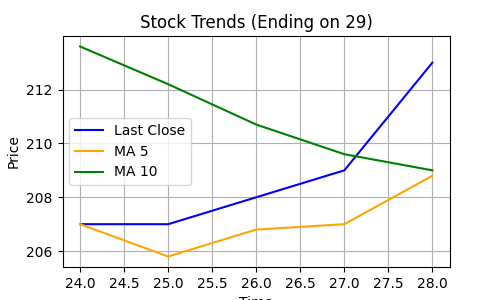 Stock Trends (Ending on 29)
Price
212
210
208
206
Last Close
MA 5
MA 10
24.0 24.5 25.0 25.5 26.0 26.5 27.0 27.5 28.0
Time